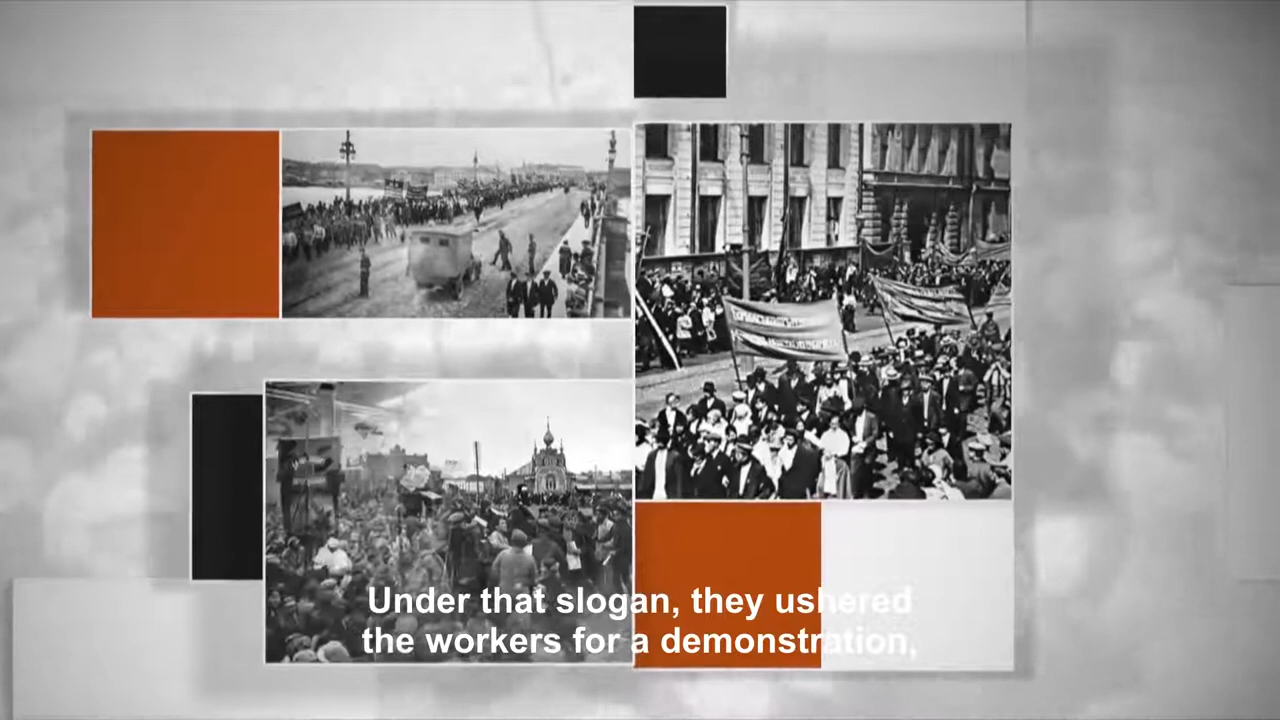 Under that slogan, they ushered
the workers for a demonstration,